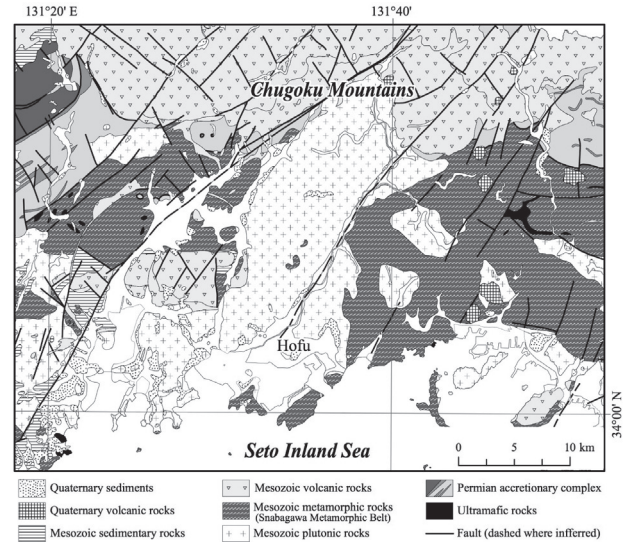 131°20' E
131°40'
Chugoku Mountains
Hofu
34°00' N
Seto Inland Sea
0 5 10 km
Quaternary sediments
Mesozoic volcanic rocks
Permian accretionary complex
Quaternary volcanic rocks
Mesozoic metamorphic rocks
(Snabagawa Metamorphic Belt)
Ultramafic rocks
Mesozoic sedimentary rocks
Mesozoic plutonic rocks
Fault (dashed where infferred)